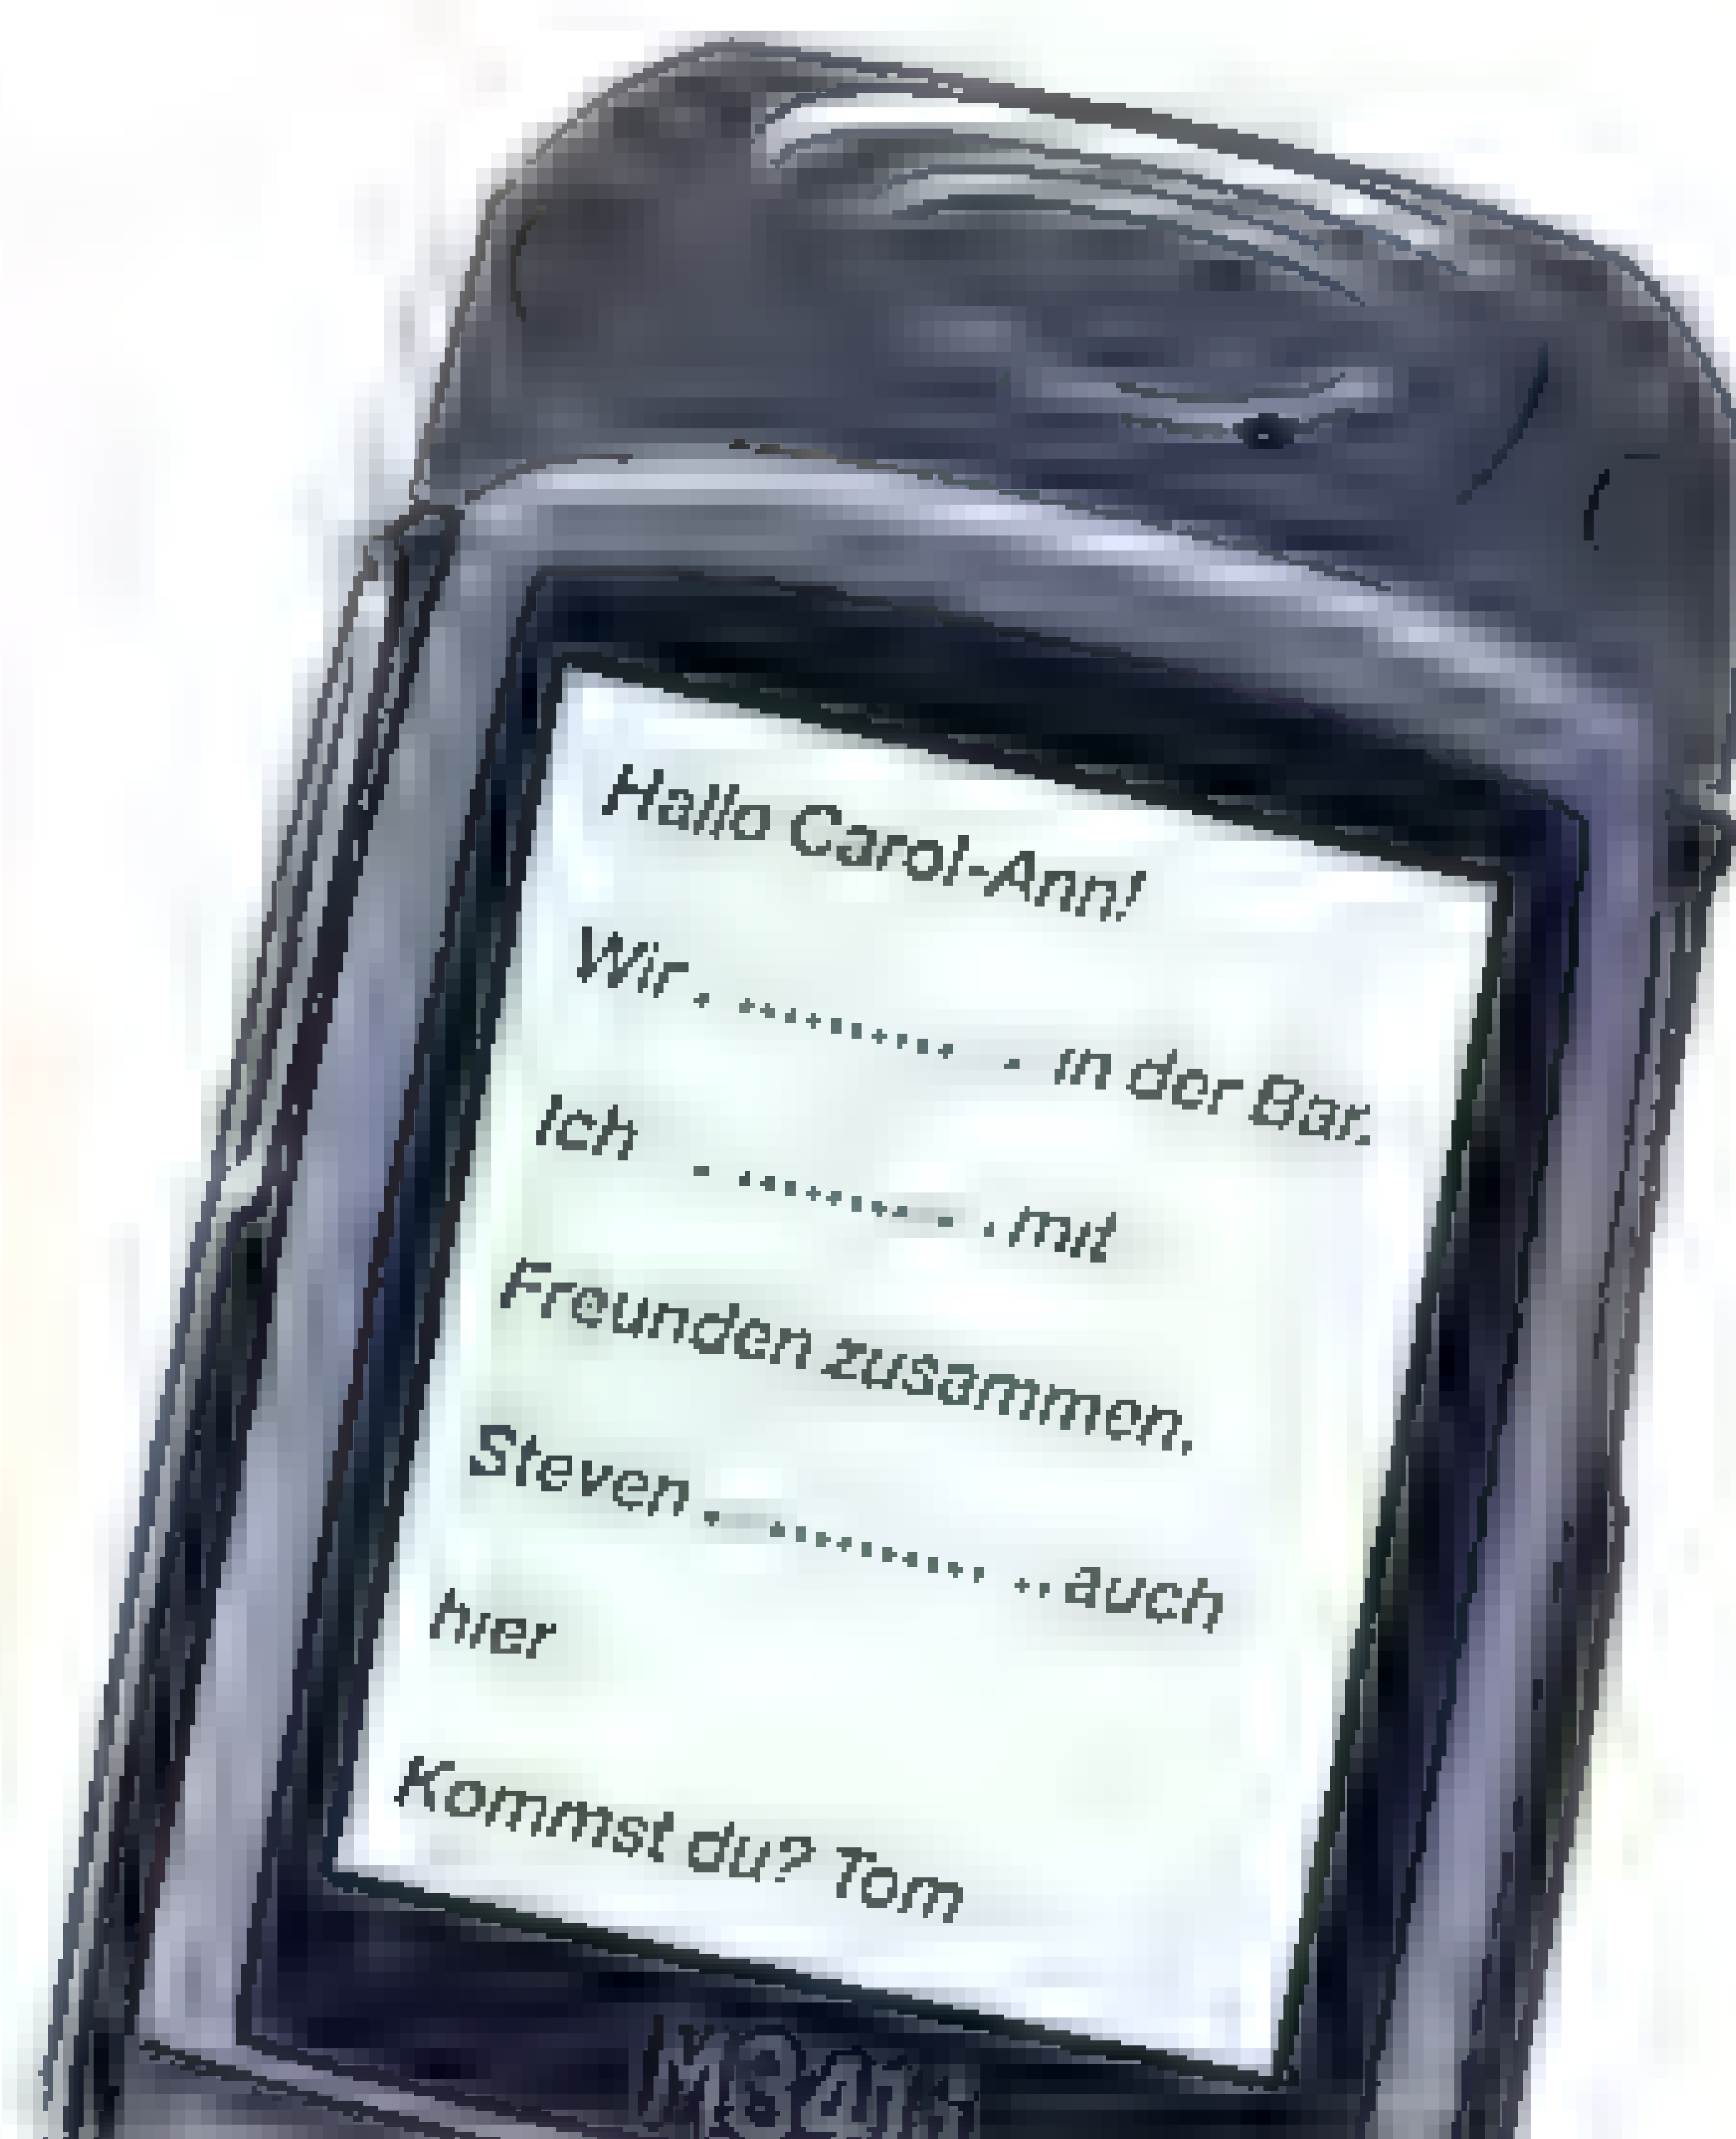 Hallo Carol-Ann!
Wir . .......... . in der Bar.
Ich . .......... . mit
Freunden zusammen.
Steven . .......... .. auch
hier
Kommst du? Tom